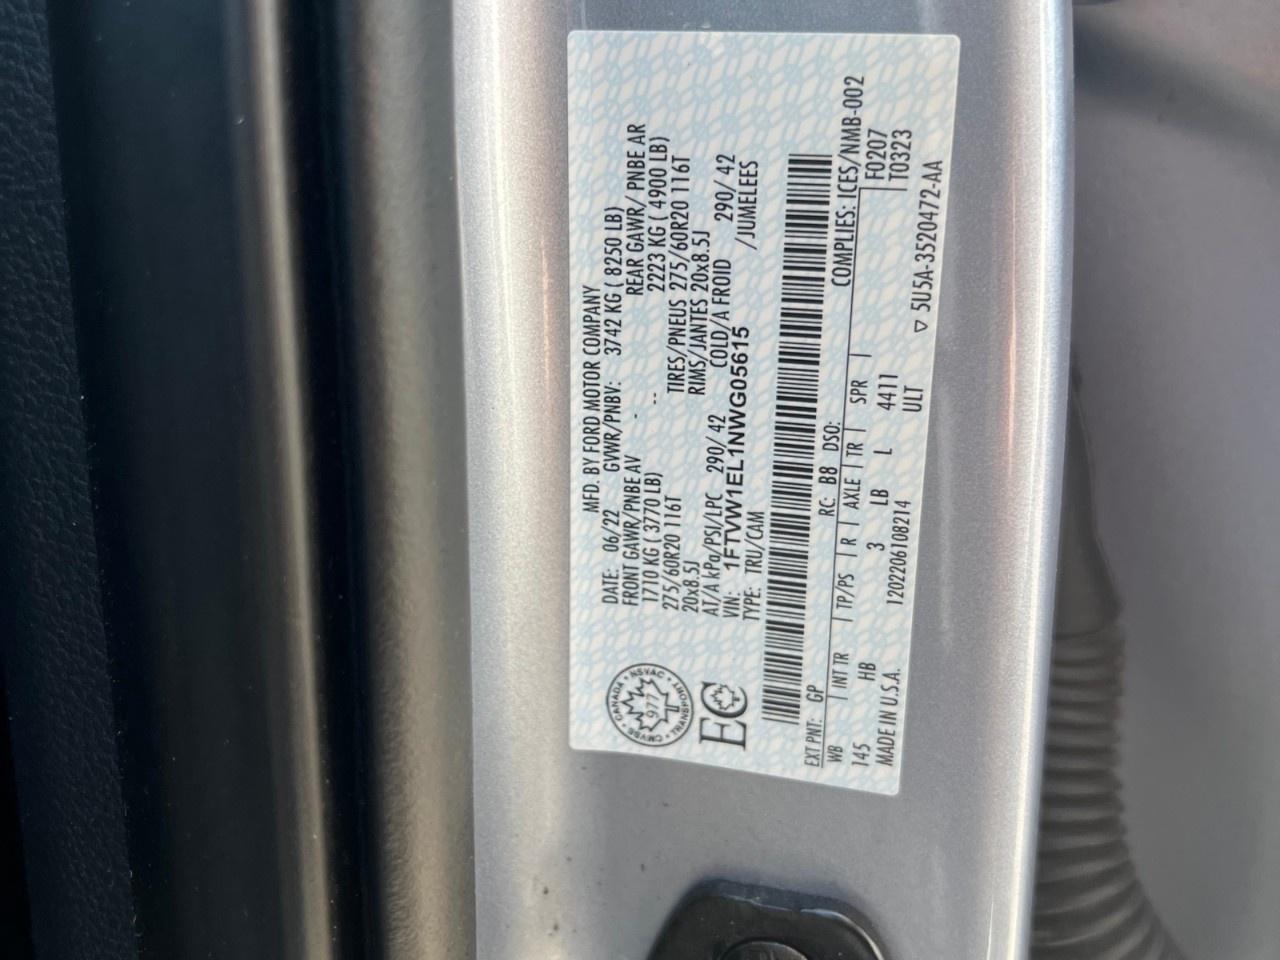 MFD. BY FORD MOTOR COMPANY
DATE: 06/22 GVWR/PNBV: 3742 KG ( 8250 LB)
FRONT GAWR/PNBE AV - REAR GAWR/ PNBE AR
1710 KG (3770 LB) -- 2223 KG ( 4900 LB)
275/60R20 116T TIRES/PNEUS 275/60R20 116T
20x8.5J RIMS/JANTES 20x8.5J
AT/A kPa/PSI/LPC 290/ 42 COLD/A FROID 290/ 42
VIN: 1FTVW1EL1NWG05615 /JUMELEES
TYPE: TRU/CAM
CANADA • NSVAC • TRANSPORT • CMVSS •
977
EC
EXT PNT: GP RC: B8 DSO: COMPLIES: ICES/NMB-002
WB INT TR TP/PS R AXLE TR SPR F0207
145 HB 3 LB L 4411 T0323
MADE IN U.S.A. 1202206108214 ULT
▽ 5U5A-3520472-AA